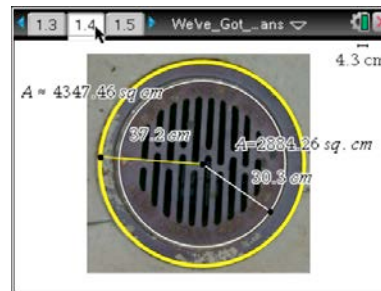 1.3 1.4 1.5 We've_Got_...ans
4.3 cm
A ≈ 4347.46 sq cm
37.2 cm
A=2884.26 sq. cm
30.3 cm